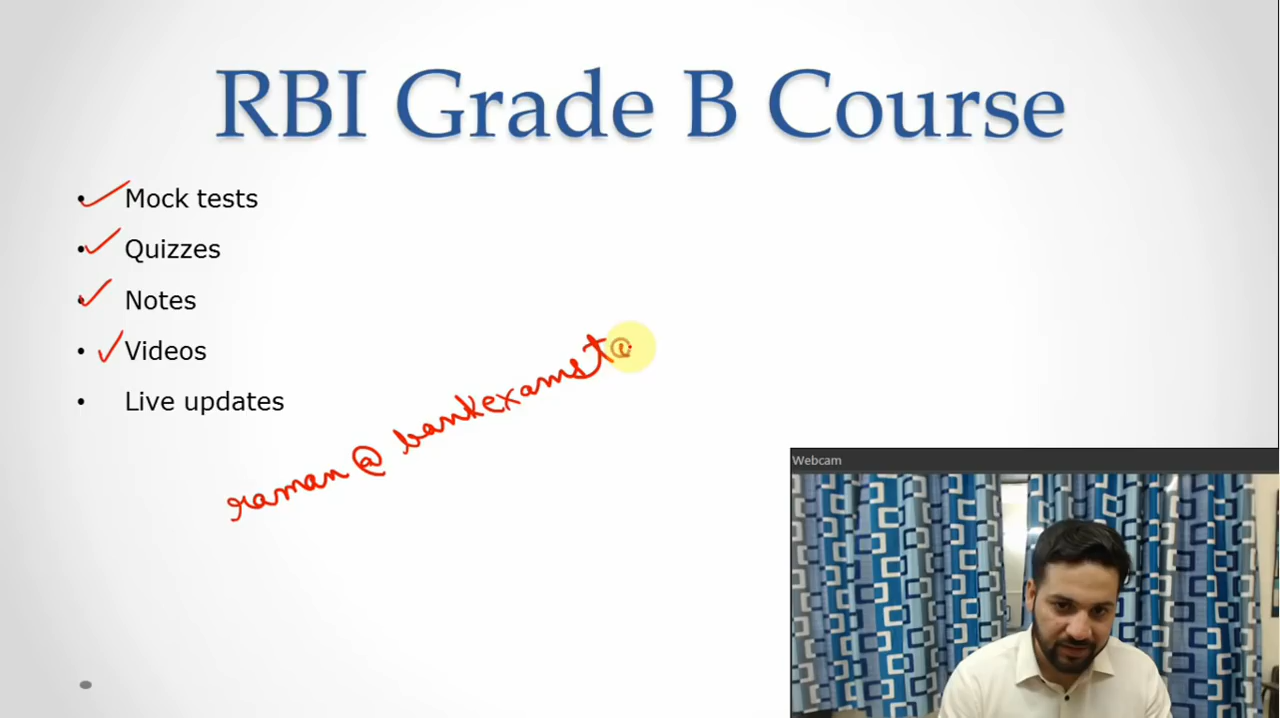 RBI Grade B Course
• Mock tests
• Quizzes
• Notes
• Videos
• Live updates
raman@bankexamst
Webcam